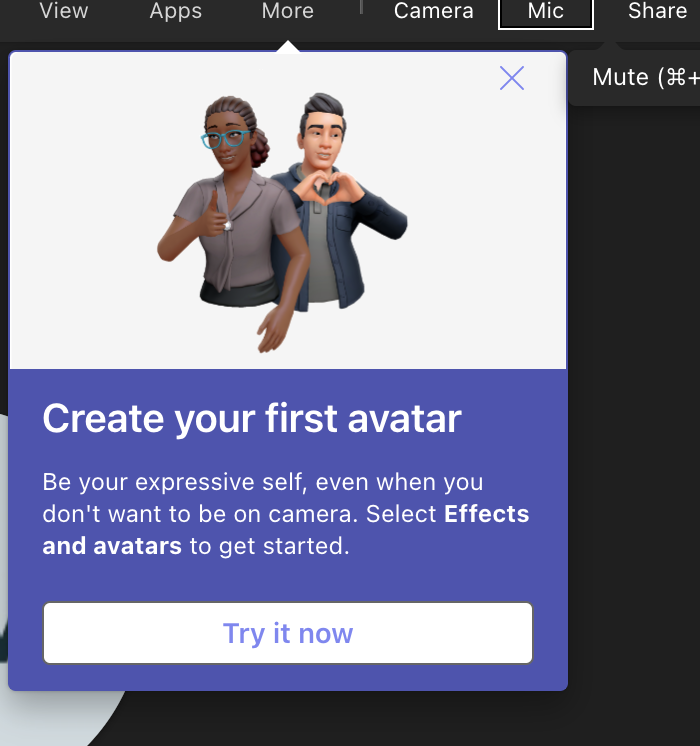 View Apps More Camera Mic Share
Mute (⌘+
Create your first avatar
Be your expressive self, even when you
don't want to be on camera. Select Effects
and avatars to get started.
Try it now